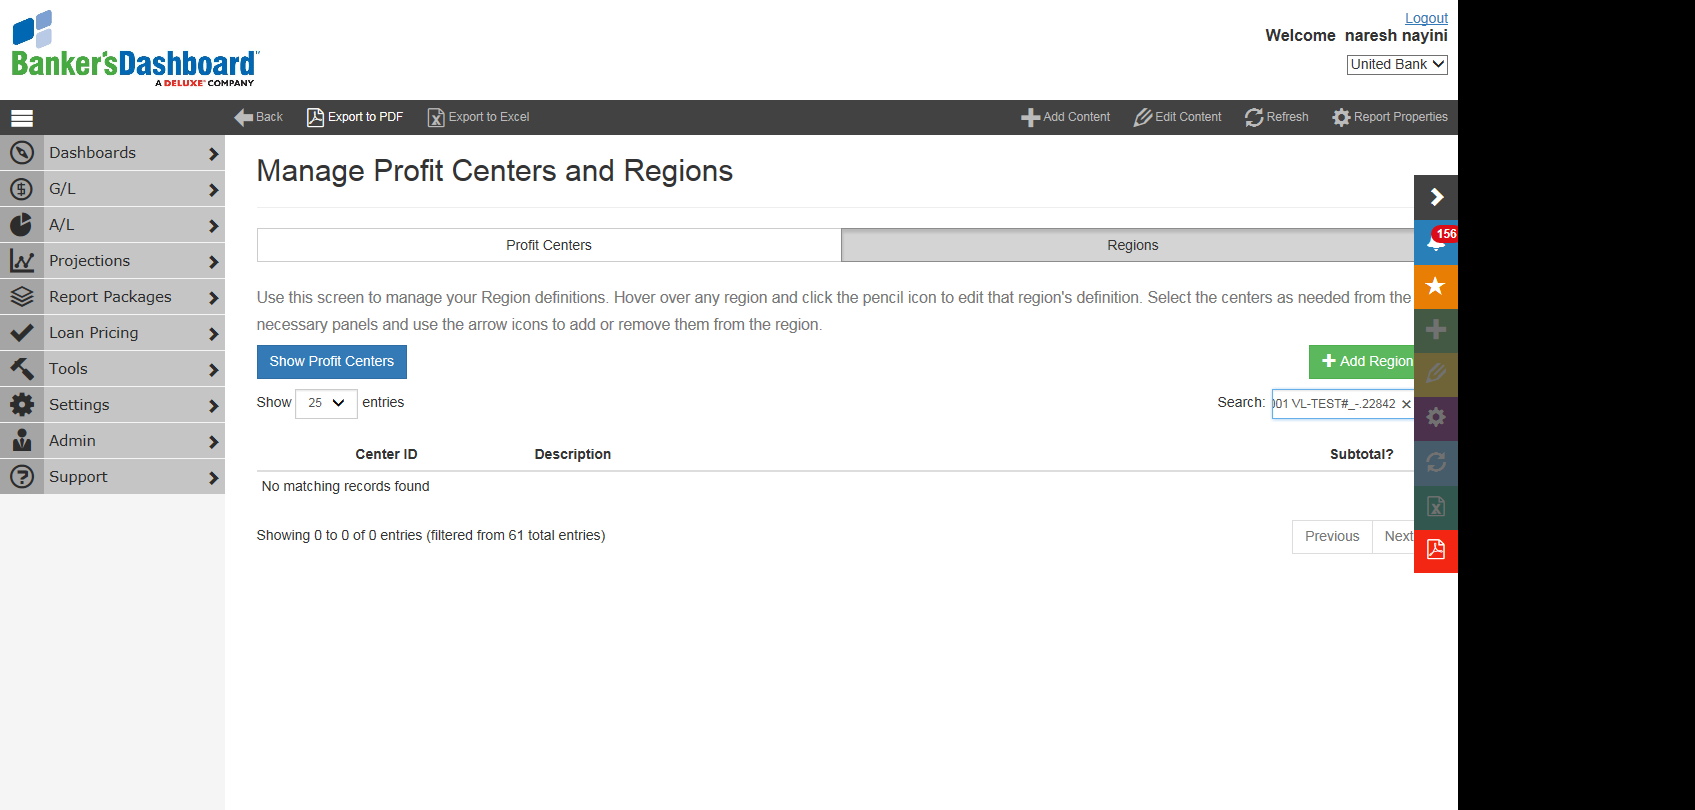 Logout
Welcome naresh nayini
United Bank
Banker'sDashboard
A DELUXE COMPANY
Back
Export to PDF
Export to Excel
Add Content
Edit Content
Refresh
Report Properties
Dashboards
G/L
A/L
Projections
Report Packages
Loan Pricing
Tools
Settings
Admin
Support
Manage Profit Centers and Regions
Profit Centers
Regions
156
Use this screen to manage your Region definitions. Hover over any region and click the pencil icon to edit that region's definition. Select the centers as needed from the
necessary panels and use the arrow icons to add or remove them from the region.
Show Profit Centers
Add Region
Show 25 entries
Search: 001 VL-TEST#_-.22842
Center ID
Description
Subtotal?
No matching records found
Showing 0 to 0 of 0 entries (filtered from 61 total entries)
Previous
Next